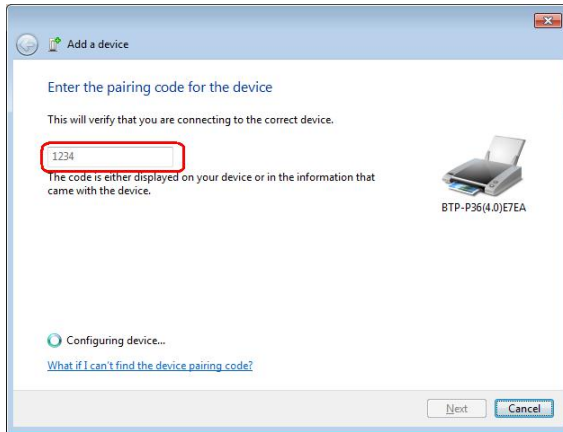 Add a device
Enter the pairing code for the device
This will verify that you are connecting to the correct device.
1234
The code is either displayed on your device or in the information that
came with the device.
BTP-P36(4.0)E7EA
Configuring device...
What if I can't find the device pairing code?
Next
Cancel